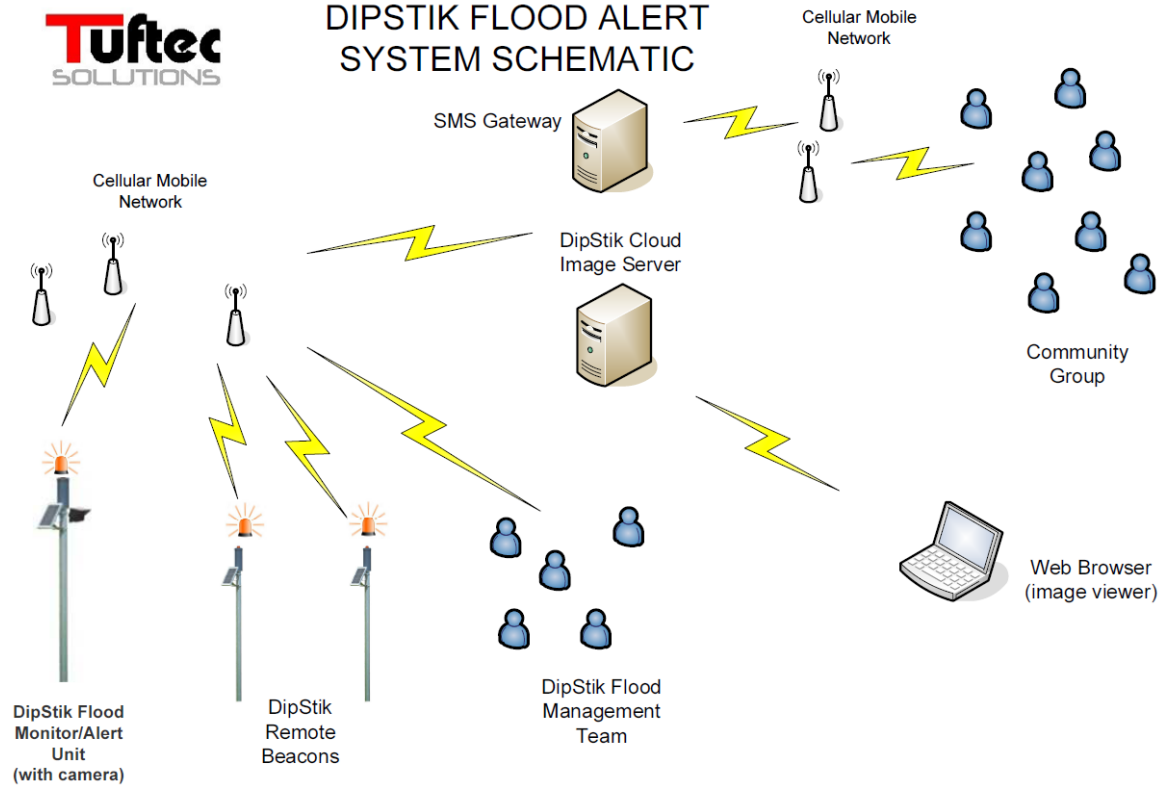 Tuftec
SOLUTIONS
DIPSTIK FLOOD ALERT
SYSTEM SCHEMATIC
Cellular Mobile
Network
SMS Gateway
Cellular Mobile
Network
DipStik Cloud
Image Server
Community
Group
Web Browser
(image viewer)
DipStik Flood
Monitor/Alert
Unit
(with camera)
DipStik
Remote
Beacons
DipStik Flood
Management
Team